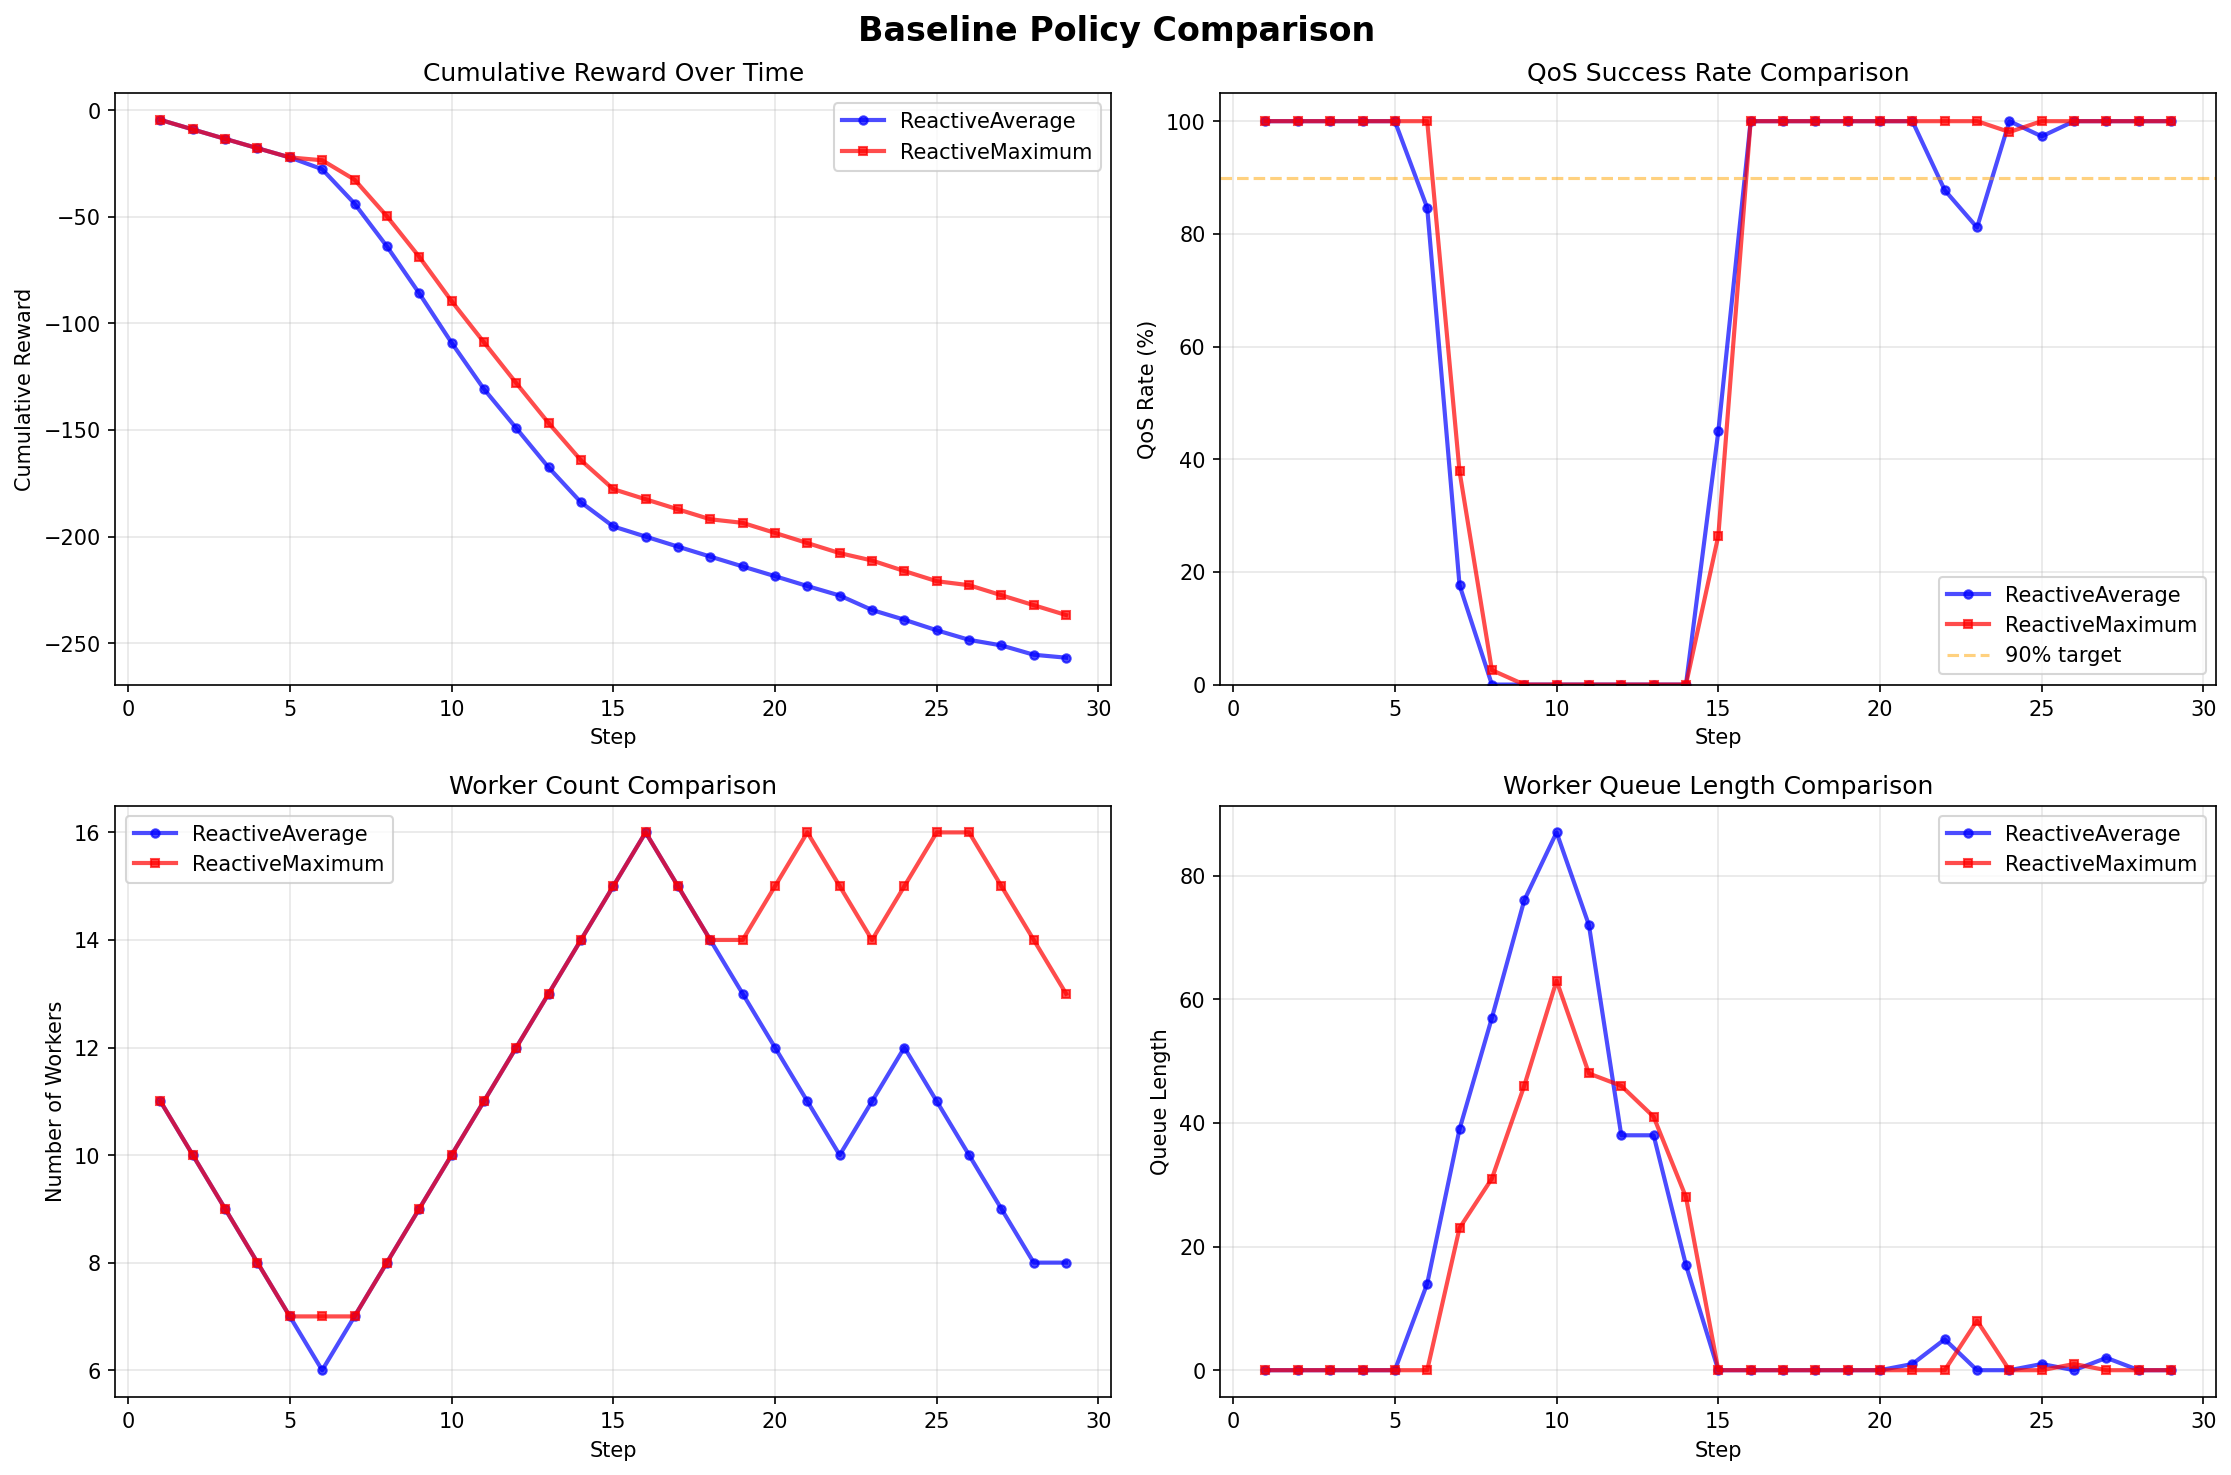 Baseline Policy Comparison
Cumulative Reward Over Time
0
−50
−100
−150
−200
−250
Cumulative Reward
ReactiveAverage
ReactiveMaximum
0 5 10 15 20 25 30
Step
QoS Success Rate Comparison
100
80
60
40
20
0
QoS Rate (%)
ReactiveAverage
ReactiveMaximum
90% target
0 5 10 15 20 25 30
Step
Worker Count Comparison
16
14
12
10
8
6
Number of Workers
ReactiveAverage
ReactiveMaximum
0 5 10 15 20 25 30
Step
Worker Queue Length Comparison
80
60
40
20
0
Queue Length
ReactiveAverage
ReactiveMaximum
0 5 10 15 20 25 30
Step